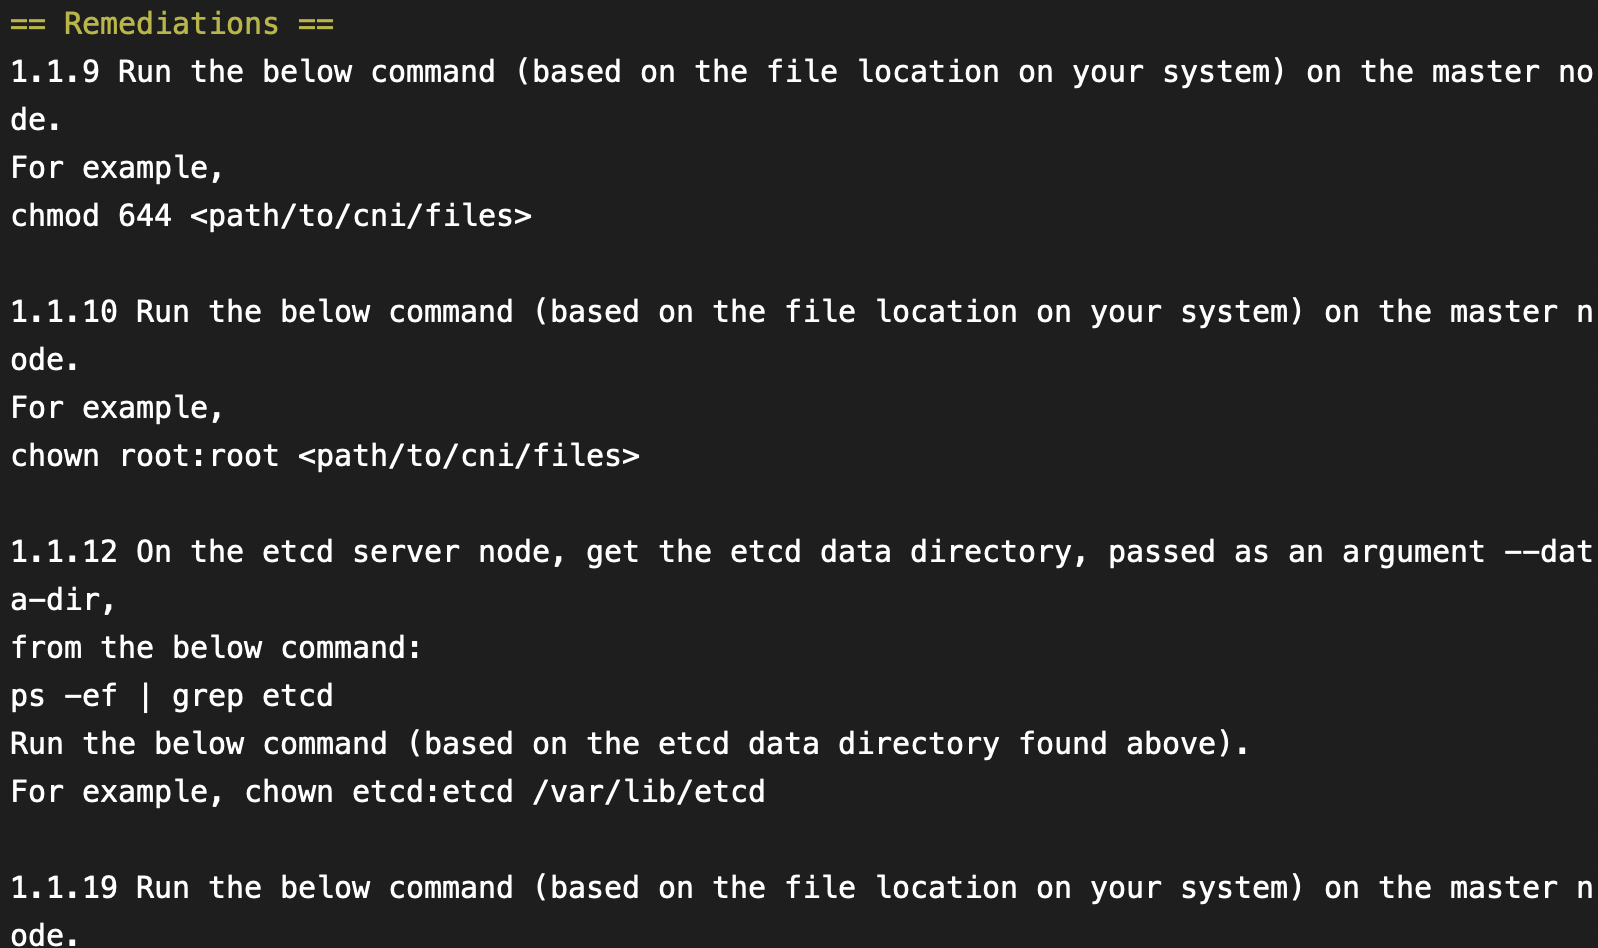 == Remediations ==
1.1.9 Run the below command (based on the file location on your system) on the master no
de.
For example,
chmod 644 <path/to/cni/files>
1.1.10 Run the below command (based on the file location on your system) on the master n
ode.
For example,
chown root:root <path/to/cni/files>
1.1.12 On the etcd server node, get the etcd data directory, passed as an argument --dat
a-dir,
from the below command:
ps -ef | grep etcd
Run the below command (based on the etcd data directory found above).
For example, chown etcd:etcd /var/lib/etcd
1.1.19 Run the below command (based on the file location on your system) on the master n
ode.